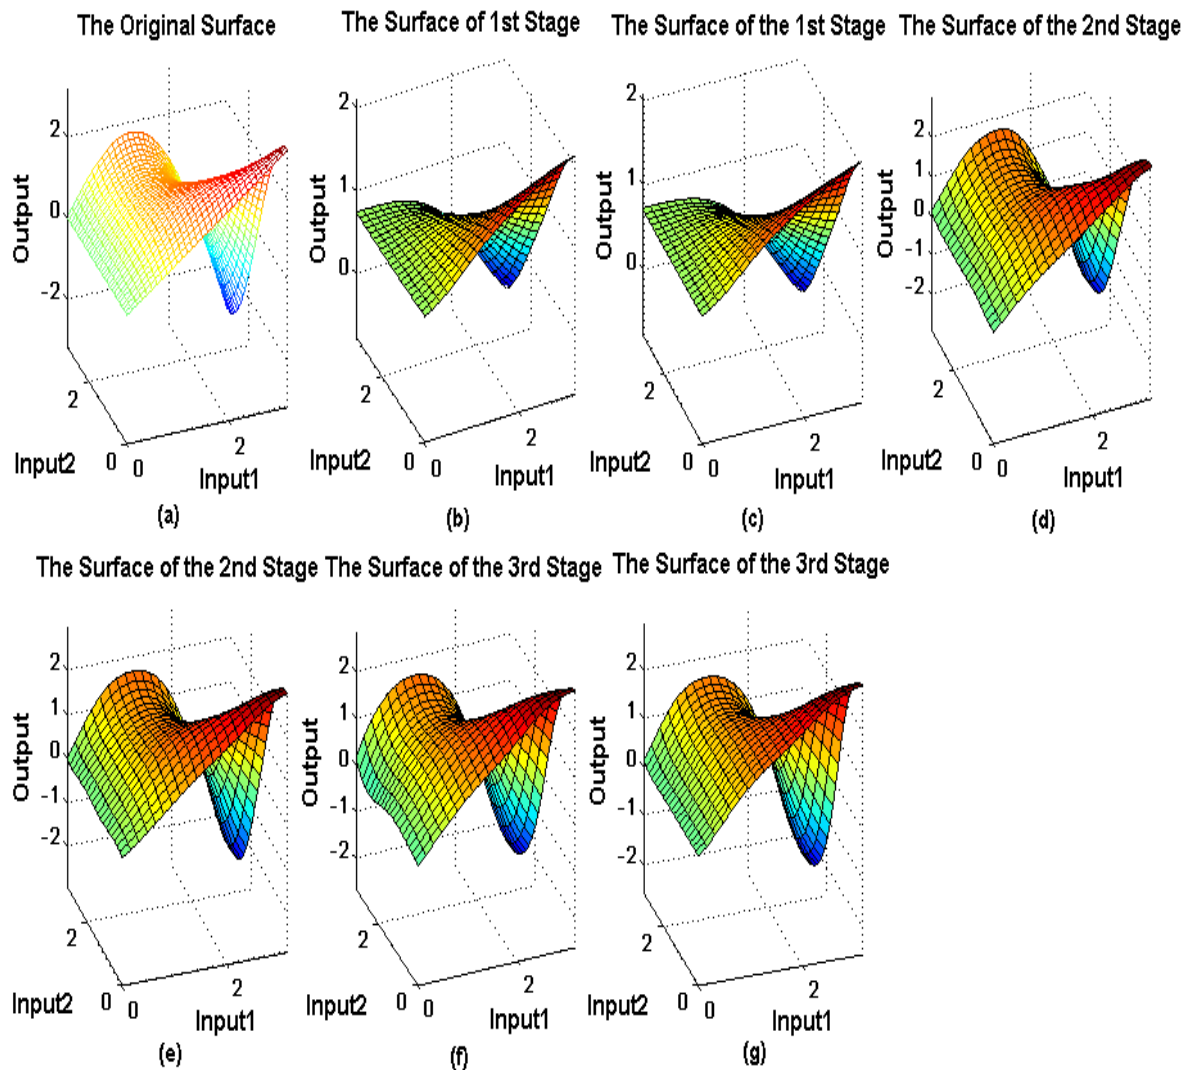 The Original Surface
The Surface of 1st Stage
The Surface of the 1st Stage
The Surface of the 2nd Stage
Output
2
0
-2
2
0
0
2
Input2
Input1
(a)
Output
2
1
0
2
0
0
2
Input2
Input1
(b)
Output
2
1
0
2
0
0
2
Input2
Input1
(c)
Output
2
1
0
-1
-2
2
0
0
2
Input2
Input1
(d)
The Surface of the 2nd Stage
The Surface of the 3rd Stage
The Surface of the 3rd Stage
Output
2
1
0
-1
-2
2
0
0
2
Input2
Input1
(e)
Output
2
1
0
-1
-2
2
0
0
2
Input2
Input1
(f)
Output
2
1
0
-1
-2
2
0
0
2
Input2
Input1
(g)